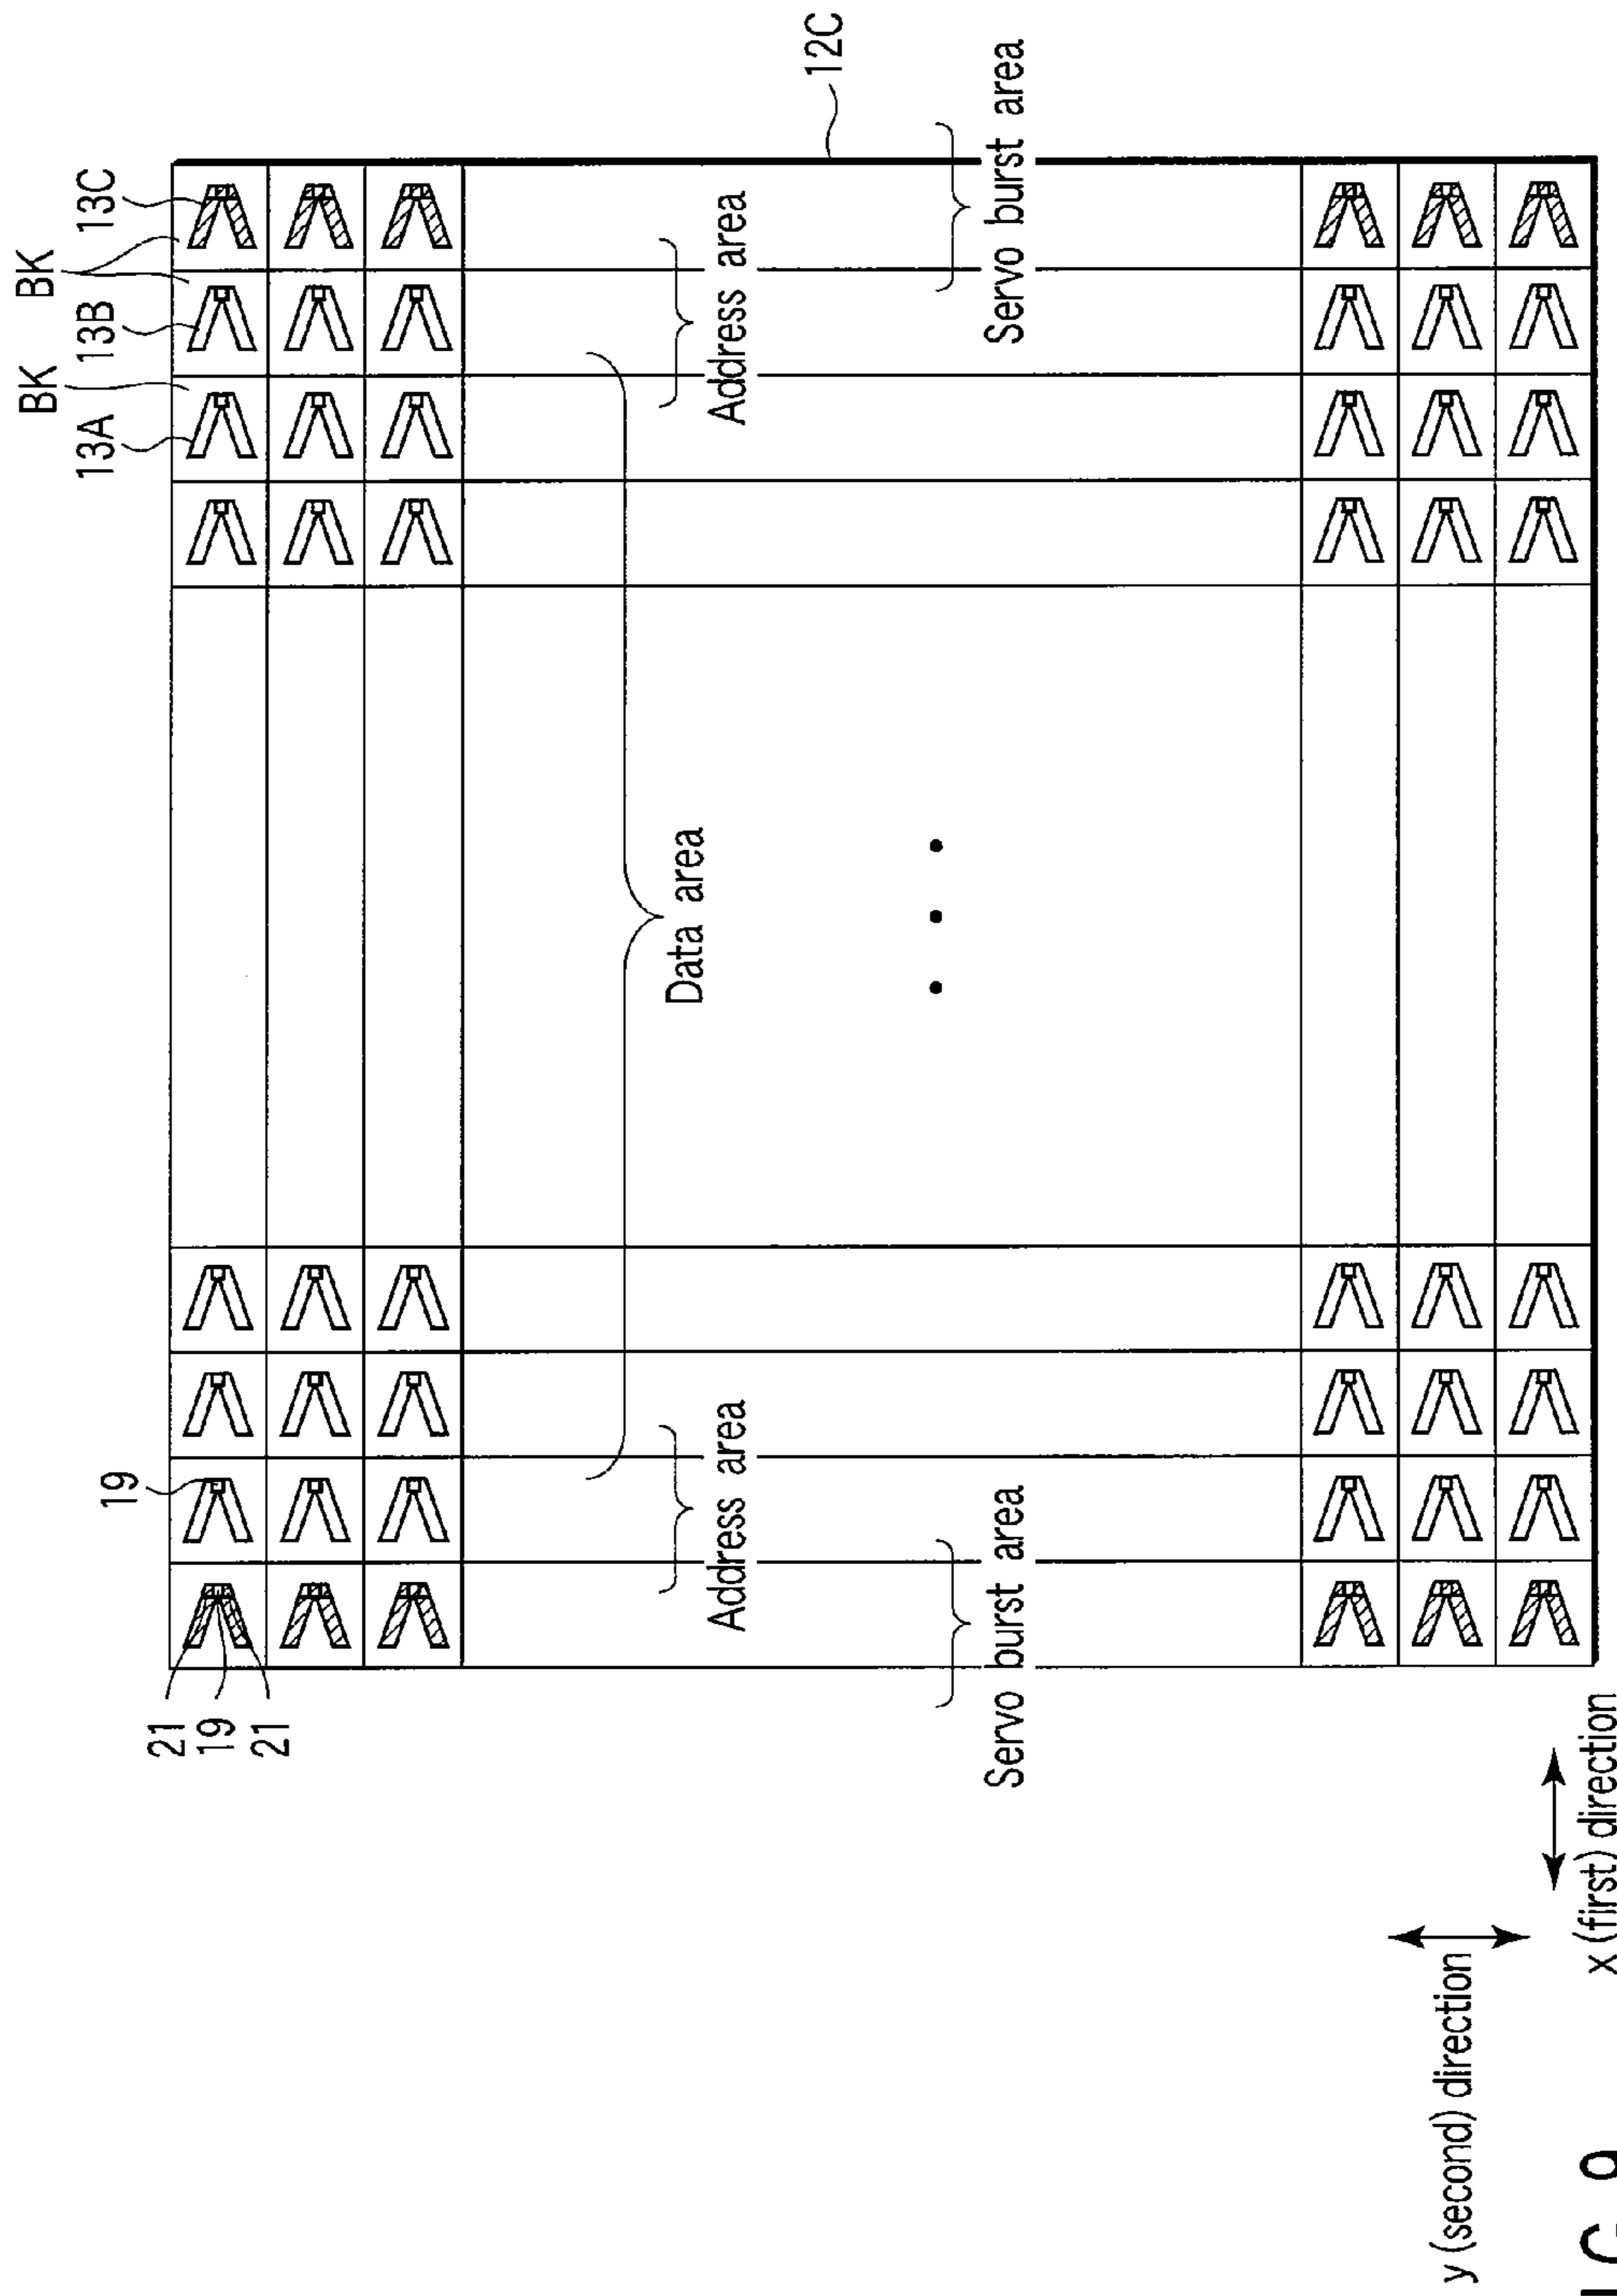 BK
BK
13A
13B
13C
19
21
19
21
Data area
Address area
Address area
12C
Servo burst area
Servo burst area
y (second) direction
x (first) direction